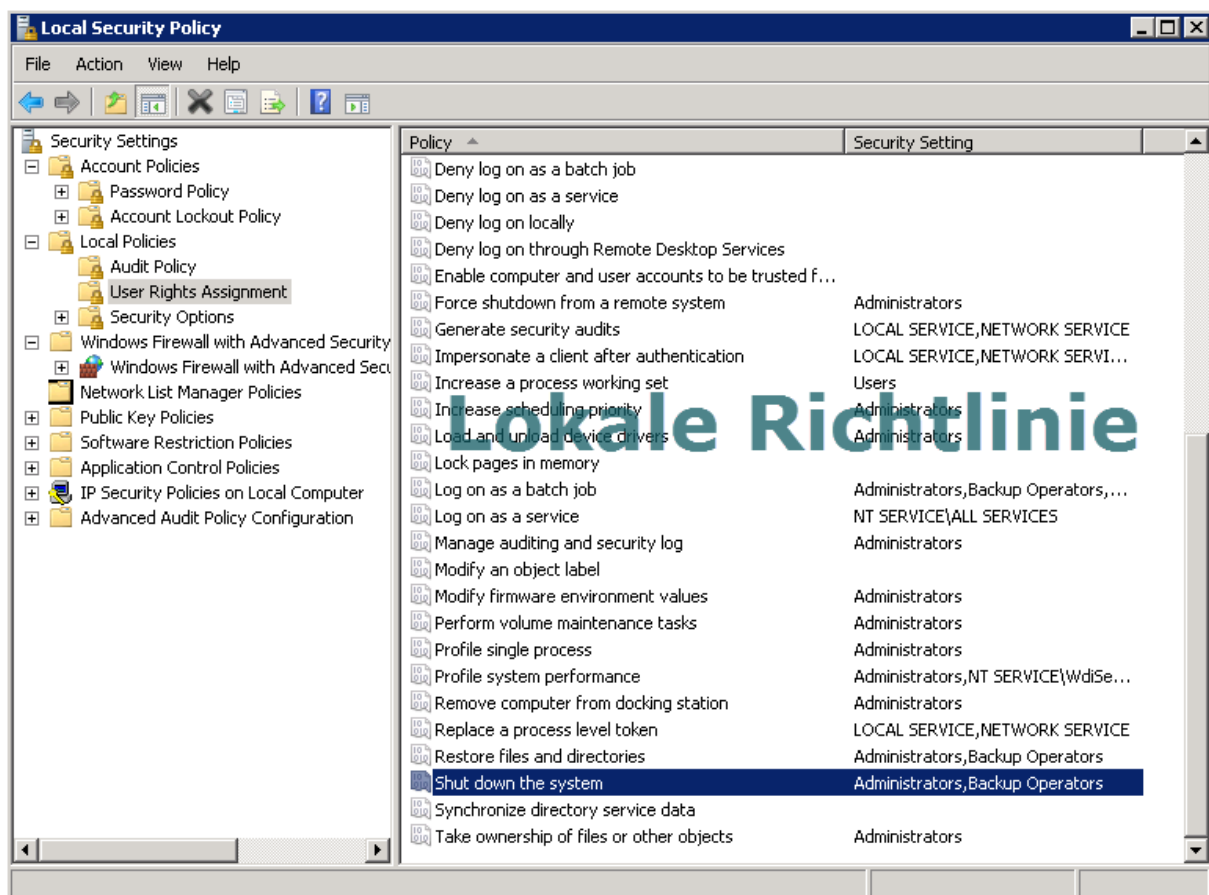 Local Security Policy
File Action View Help
Security Settings
Account Policies
Password Policy
Account Lockout Policy
Local Policies
Audit Policy
User Rights Assignment
Security Options
Windows Firewall with Advanced Security
Windows Firewall with Advanced Secu
Network List Manager Policies
Public Key Policies
Software Restriction Policies
Application Control Policies
IP Security Policies on Local Computer
Advanced Audit Policy Configuration
Policy Security Setting
Deny log on as a batch job
Deny log on as a service
Deny log on locally
Deny log on through Remote Desktop Services
Enable computer and user accounts to be trusted f...
Force shutdown from a remote system Administrators
Generate security audits LOCAL SERVICE,NETWORK SERVICE
Impersonate a client after authentication LOCAL SERVICE,NETWORK SERVI...
Increase a process working set Users
Increase scheduling priority Administrators
Lokale Richtlinie
Load and unload device drivers Administrators
Lock pages in memory
Log on as a batch job Administrators,Backup Operators,...
Log on as a service NT SERVICE\ALL SERVICES
Manage auditing and security log Administrators
Modify an object label
Modify firmware environment values Administrators
Perform volume maintenance tasks Administrators
Profile single process Administrators
Profile system performance Administrators,NT SERVICE\WdiSe...
Remove computer from docking station Administrators
Replace a process level token LOCAL SERVICE,NETWORK SERVICE
Restore files and directories Administrators,Backup Operators
Shut down the system Administrators,Backup Operators
Synchronize directory service data
Take ownership of files or other objects Administrators